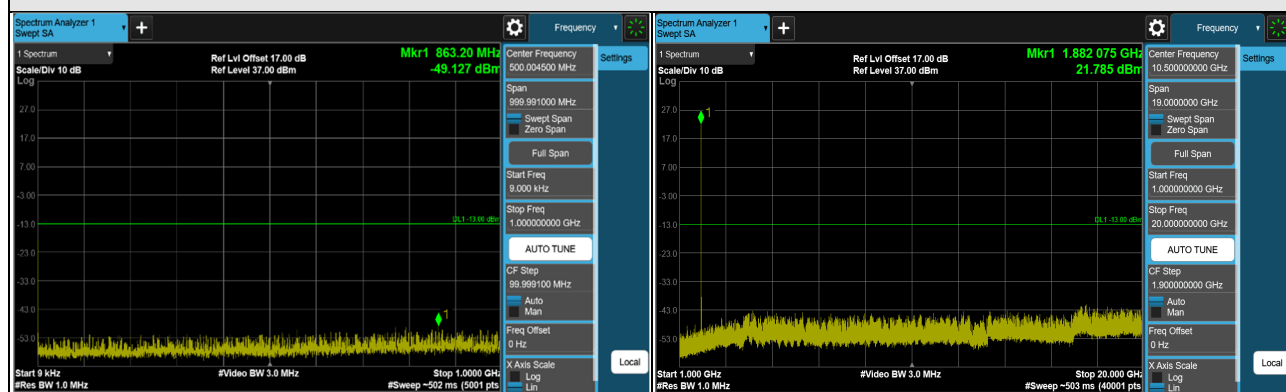 Spectrum Analyzer 1
Swept SA
+
Frequency
1 Spectrum
Scale/Div 10 dB
Log
Ref Lvl Offset 17.00 dB
Ref Level 37.00 dBm
Mkr1 863.20 MHz
-49.127 dBm
27.0
17.0
7.00
-3.00
-13.0
-23.0
-33.0
-43.0
-53.0
DL1 -13.00 dBm
1
Start 9 kHz
#Res BW 1.0 MHz
#Video BW 3.0 MHz
Stop 1.0000 GHz
#Sweep ~502 ms (5001 pts
Center Frequency
500.004500 MHz
Span
999.991000 MHz
Swept Span
Zero Span
Full Span
Start Freq
9.000 kHz
Stop Freq
1.000000000 GHz
AUTO TUNE
CF Step
99.999100 MHz
Auto
Man
Freq Offset
0 Hz
X Axis Scale
Log
Lin
Settings
Local
Spectrum Analyzer 1
Swept SA
+
Frequency
1 Spectrum
Scale/Div 10 dB
Log
Ref Lvl Offset 17.00 dB
Ref Level 37.00 dBm
Mkr1 1.882 075 GHz
21.785 dBm
27.0
17.0
7.00
-3.00
-13.0
-23.0
-33.0
-43.0
-53.0
1
DL1 -13.00 dBm
Start 1.000 GHz
#Res BW 1.0 MHz
#Video BW 3.0 MHz
Stop 20.000 GHz
#Sweep ~503 ms (40001 pts
Center Frequency
10.500000000 GHz
Span
19.0000000 GHz
Swept Span
Zero Span
Full Span
Start Freq
1.000000000 GHz
Stop Freq
20.000000000 GHz
AUTO TUNE
CF Step
1.900000000 GHz
Auto
Man
Freq Offset
0 Hz
X Axis Scale
Log
Lin
Settings
Local